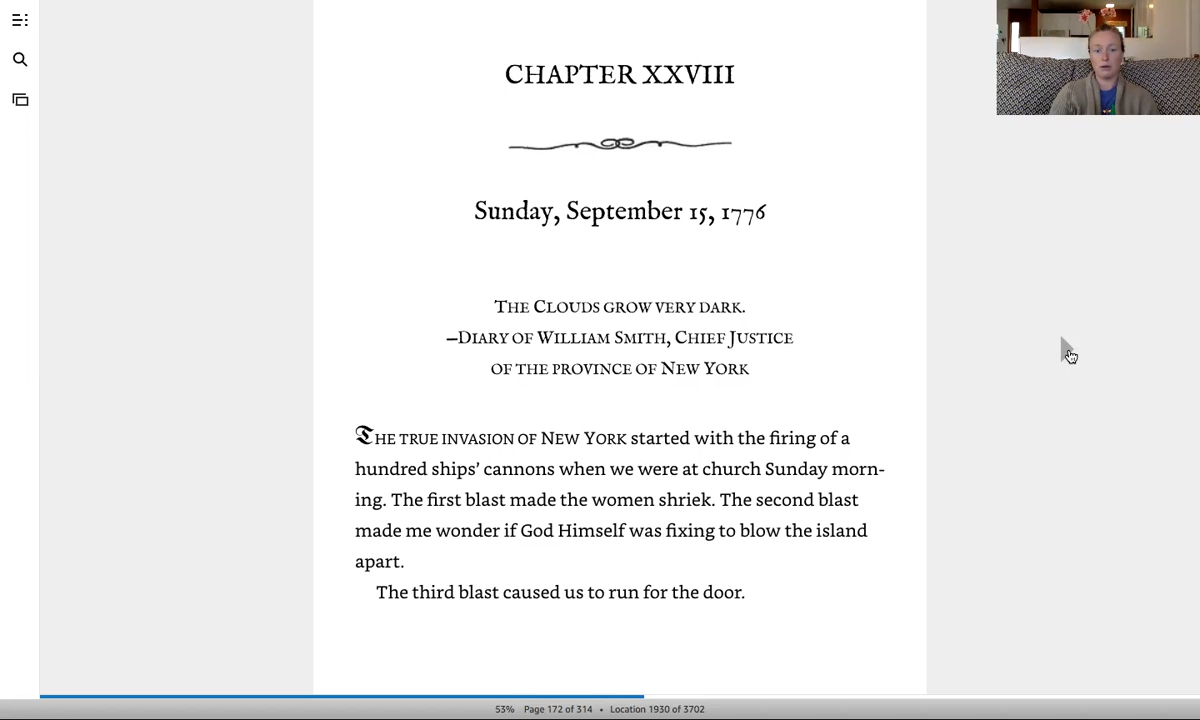 CHAPTER XXVIII
Sunday, September 15, 1776
THE CLOUDS GROW VERY DARK.
—DIARY OF WILLIAM SMITH, CHIEF JUSTICE
OF THE PROVINCE OF NEW YORK
THE TRUE INVASION OF NEW YORK started with the firing of a
hundred ships’ cannons when we were at church Sunday morn-
ing. The first blast made the women shriek. The second blast
made me wonder if God Himself was fixing to blow the island
apart.
The third blast caused us to run for the door.
53% Page 172 of 314 • Location 1930 of 3702